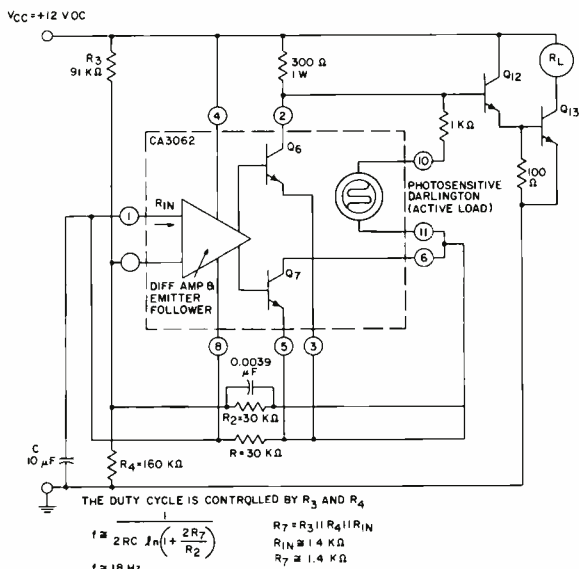 VCC=+12 VDC
R3
91 KΩ
300 Ω
1 W
Q12
RL
Q13
4
2
1 KΩ
CA3062
Q6
10
100
Ω
PHOTOSENSITIVE
DARLINGTON
(ACTIVE LOAD)
1
RIN
11
6
Q7
DIFF AMP &
EMITTER
FOLLOWER
8
5
3
0.0039
µF
R2=30 KΩ
R=30 KΩ
C
10 µF
R4=160 KΩ
THE DUTY CYCLE IS CONTROLLED BY R3 AND R4
f ≅ 1 / 2RC ln(1 + 2R7 / R2)
R7 = R3 || R4 || RIN
RIN ≅ 1.4 KΩ
R7 ≅ 1.4 KΩ
f ≅ 18 Hz